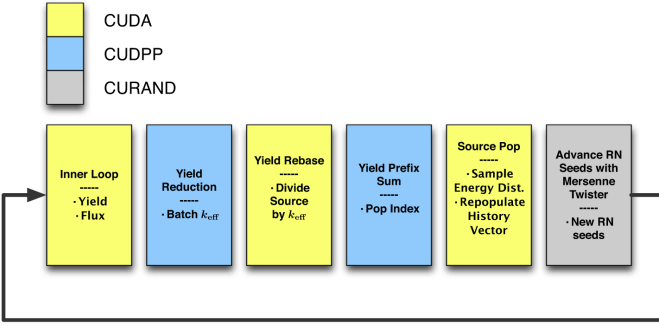 CUDA
CUDPP
CURAND
Inner Loop
-----
· Yield
· Flux
Yield
Reduction
-----
· Batch k_eff
Yield Rebase
-----
· Divide
Source
by k_eff
Yield Prefix
Sum
-----
· Pop Index
Source Pop
-----
· Sample
Energy Dist.
· Repopulate
History
Vector
Advance RN
Seeds with
Mersenne
Twister
-----
· New RN
seeds